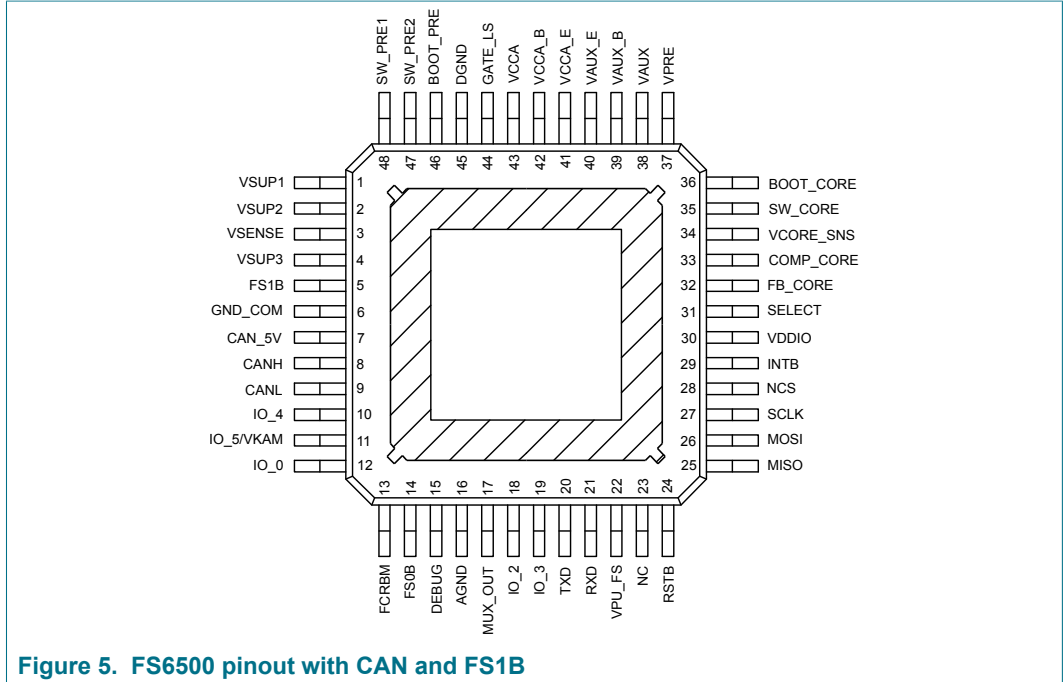 SW_PRE1
SW_PRE2
BOOT_PRE
DGND
GATE_LS
VCCA
VCCA_B
VCCA_E
VAUX_E
VAUX_B
VAUX
VPRE
48
47
46
45
44
43
42
41
40
39
38
37
VSUP1 1
VSUP2 2
VSENSE 3
VSUP3 4
FS1B 5
GND_COM 6
CAN_5V 7
CANH 8
CANL 9
IO_4 10
IO_5/VKAM 11
IO_0 12
36 BOOT_CORE
35 SW_CORE
34 VCORE_SNS
33 COMP_CORE
32 FB_CORE
31 SELECT
30 VDDIO
29 INTB
28 NCS
27 SCLK
26 MOSI
25 MISO
13
14
15
16
17
18
19
20
21
22
23
24
FCRBM
FS0B
DEBUG
AGND
MUX_OUT
IO_2
IO_3
TXD
RXD
VPU_FS
NC
RSTB
Figure 5. FS6500 pinout with CAN and FS1B